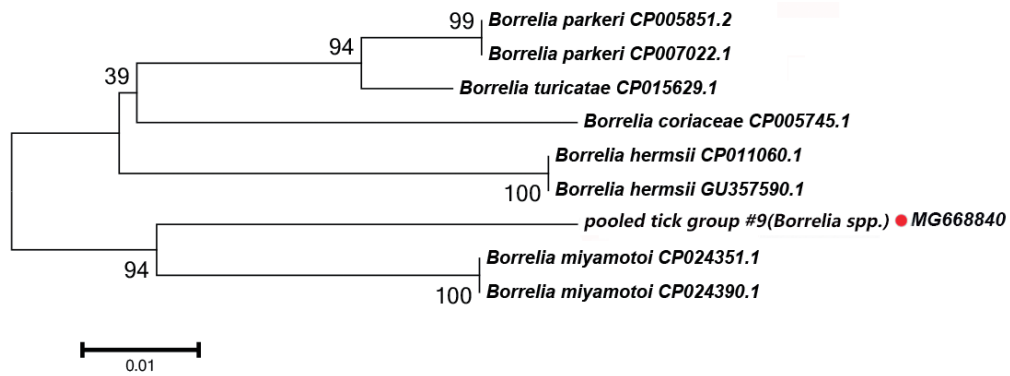 99
Borrelia parkeri CP005851.2
94
Borrelia parkeri CP007022.1
39
Borrelia turicatae CP015629.1
Borrelia coriaceae CP005745.1
Borrelia hermsii CP011060.1
100
Borrelia hermsii GU357590.1
pooled tick group #9(Borrelia spp.) MG668840
Borrelia miyamotoi CP024351.1
94
100
Borrelia miyamotoi CP024390.1
0.01